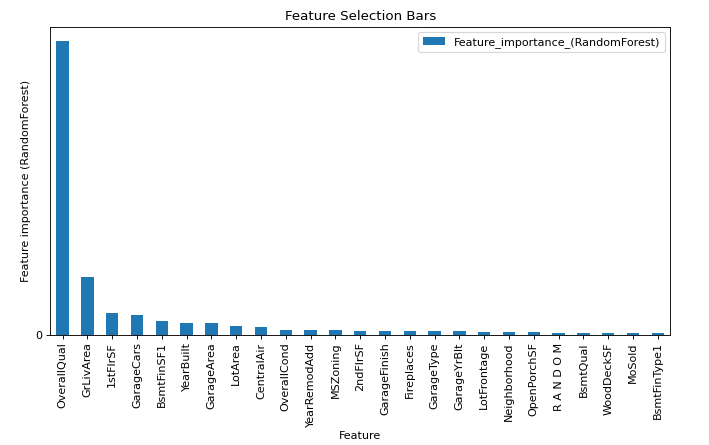 Feature Selection Bars
Feature_importance_(RandomForest)
Feature importance (RandomForest)
0
OverallQual
GrLivArea
1stFlrSF
GarageCars
BsmtFinSF1
YearBuilt
GarageArea
LotArea
CentralAir
OverallCond
YearRemodAdd
MSZoning
2ndFlrSF
GarageFinish
Fireplaces
GarageType
GarageYrBlt
LotFrontage
Neighborhood
OpenPorchSF
R A N D O M
BsmtQual
WoodDeckSF
MoSold
BsmtFinType1
Feature